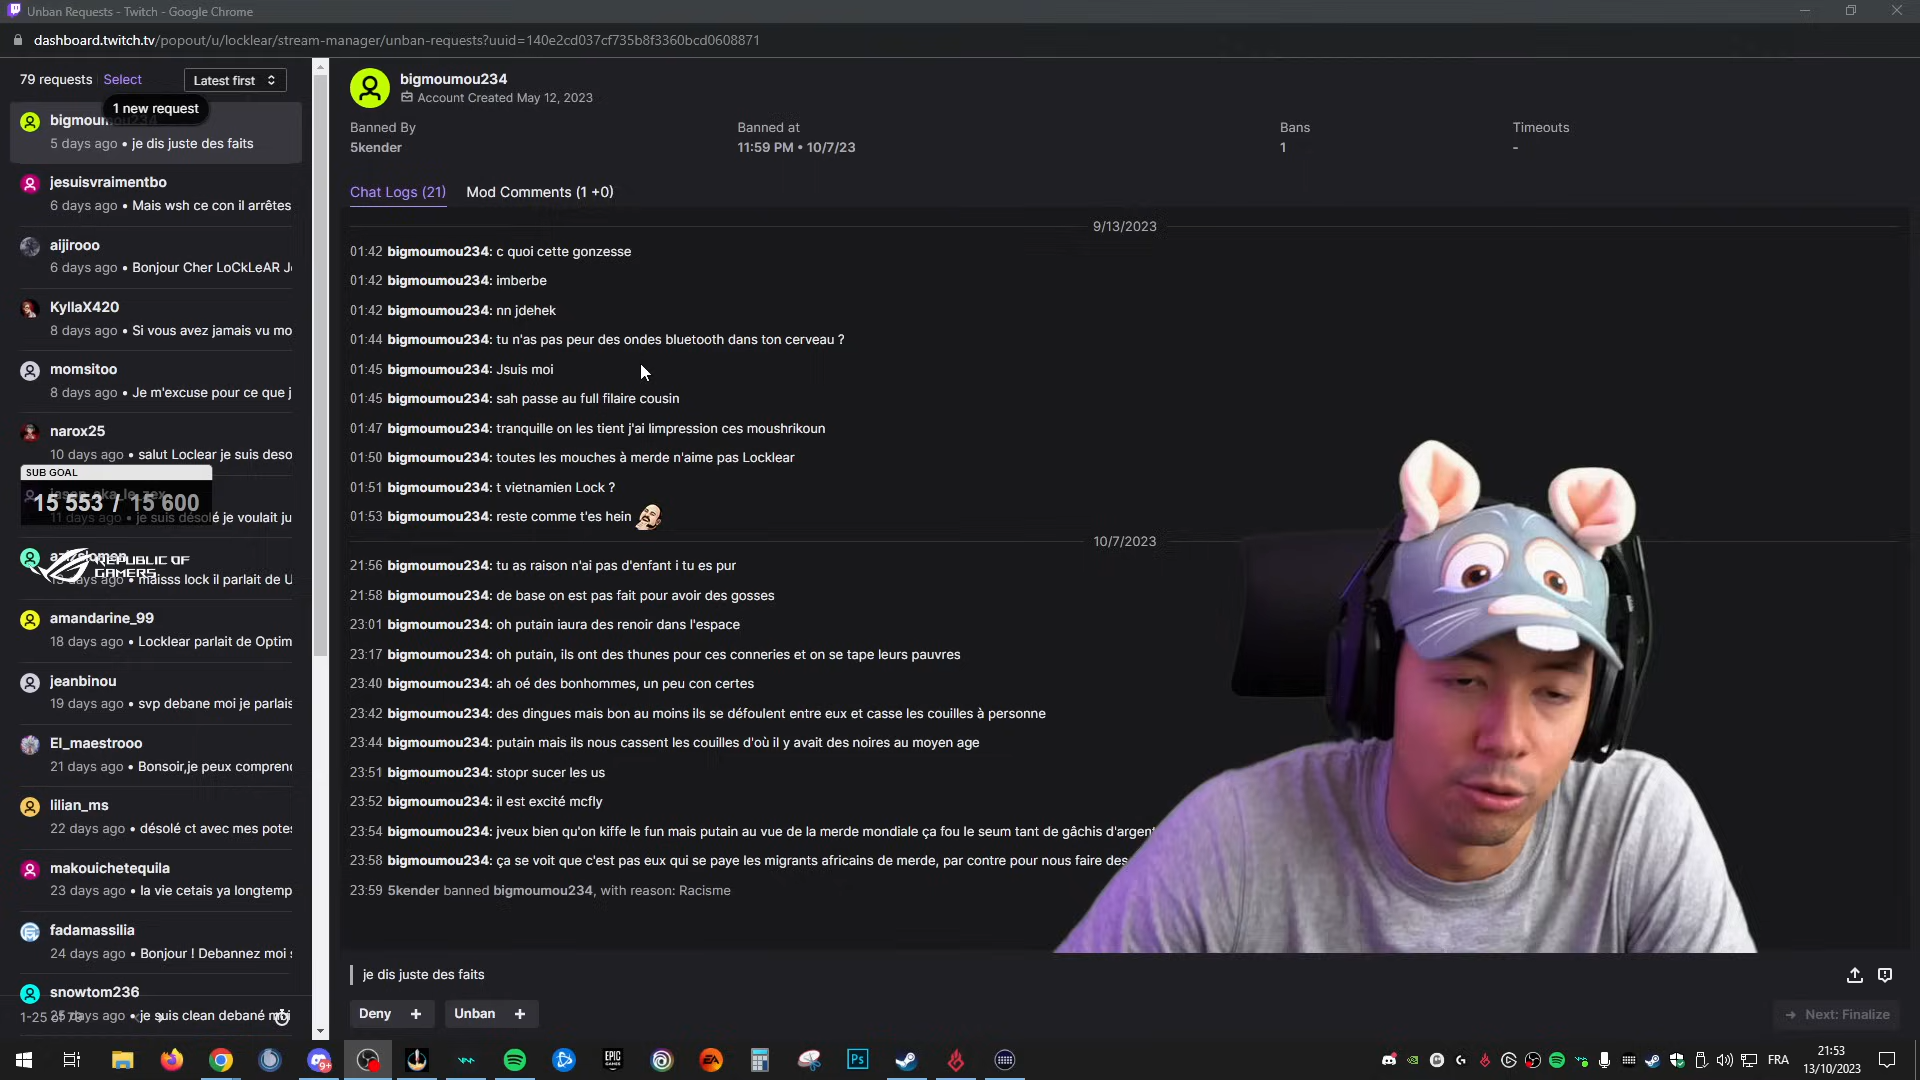 Unban Requests - Twitch - Google Chrome
dashboard.twitch.tv/popout/u/locklear/stream-manager/unban-requests?uuid=140e2cd037cf735b8f3360bcd0608871
79 requests Select Latest first
1 new request
bigmoumou234
5 days ago • je dis juste des faits
jesuisvraimentbo
6 days ago • Mais wsh ce con il arrêtes
aijirooo
6 days ago • Bonjour Cher LoCkLeAR J
KyllaX420
8 days ago • Si vous avez jamais vu mo
momsitoo
8 days ago • Je m'excuse pour ce que j
narox25
10 days ago • salut Loclear je suis deso
SUB GOAL
15 553 / 15 600
11 days ago • je suis désolé je voulait ju
REPUBLIC OF
GAMERS
days ago • maisss lock il parlait de U
amandarine_99
18 days ago • Locklear parlait de Optim
jeanbinou
19 days ago • svp debane moi je parlais
El_maestrooo
21 days ago • Bonsoir,je peux comprend
lilian_ms
22 days ago • désolé ct avec mes potes
makouichetequila
23 days ago • la vie cetais ya longtemp
fadamassilia
24 days ago • Bonjour ! Debannez moi s
snowtom236
25 days ago • je suis clean debané moi
1-25 of 79
bigmoumou234
Account Created May 12, 2023
Banned By Banned at Bans Timeouts
5kender 11:59 PM • 10/7/23 1 -
Chat Logs (21) Mod Comments (1 +0)
9/13/2023
01:42 bigmoumou234: c quoi cette gonzesse
01:42 bigmoumou234: imberbe
01:42 bigmoumou234: nn jdehek
01:44 bigmoumou234: tu n'as pas peur des ondes bluetooth dans ton cerveau ?
01:45 bigmoumou234: Jsuis moi
01:45 bigmoumou234: sah passe au full filaire cousin
01:47 bigmoumou234: tranquille on les tient j'ai limpression ces moushrikoun
01:50 bigmoumou234: toutes les mouches à merde n'aime pas Locklear
01:51 bigmoumou234: t vietnamien Lock ?
01:53 bigmoumou234: reste comme t'es hein
10/7/2023
21:56 bigmoumou234: tu as raison n'ai pas d'enfant i tu es pur
21:58 bigmoumou234: de base on est pas fait pour avoir des gosses
23:01 bigmoumou234: oh putain iaura des renoir dans l'espace
23:17 bigmoumou234: oh putain, ils ont des thunes pour ces conneries et on se tape leurs pauvres
23:40 bigmoumou234: ah oé des bonhommes, un peu con certes
23:42 bigmoumou234: des dingues mais bon au moins ils se défoulent entre eux et casse les couilles à personne
23:44 bigmoumou234: putain mais ils nous cassent les couilles d'où il y avait des noires au moyen age
23:51 bigmoumou234: stopr sucer les us
23:52 bigmoumou234: il est excité mcfly
23:54 bigmoumou234: jveux bien qu'on kiffe le fun mais putain au vue de la merde mondiale ça fou le seum tant de gâchis d'argent
23:58 bigmoumou234: ça se voit que c'est pas eux qui se paye les migrants africains de merde, par contre pour nous faire des
23:59 5kender banned bigmoumou234, with reason: Racisme
je dis juste des faits
Deny + Unban +
Next: Finalize
9+
EPIC
GAMES
EA
Ps
FRA
21:53
13/10/2023